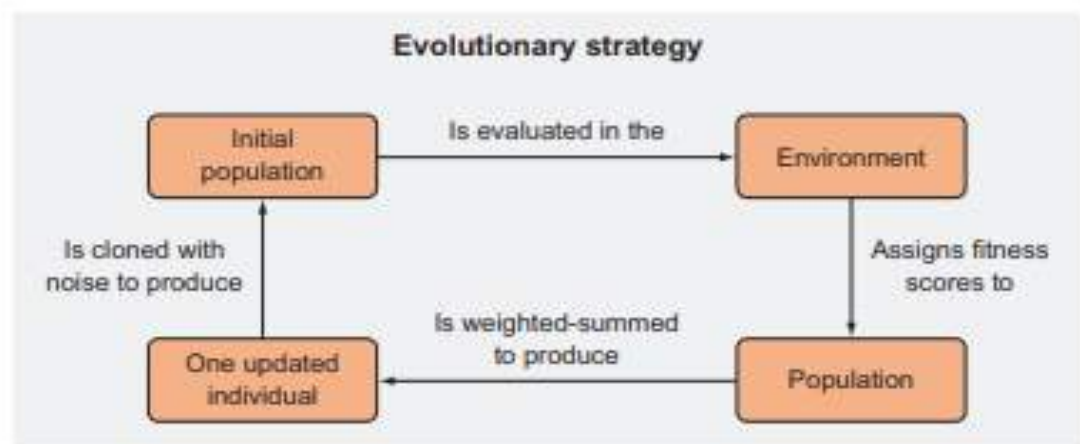 Evolutionary strategy
Initial
population
Is evaluated in the
Environment
Is cloned with
noise to produce
Assigns fitness
scores to
One updated
individual
Is weighted-summed
to produce
Population